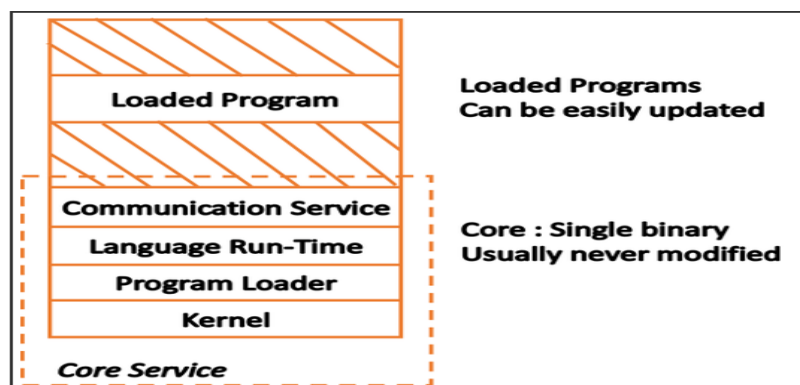 Loaded Program
Loaded Programs
Can be easily updated
Communication Service
Language Run-Time
Program Loader
Kernel
Core Service
Core : Single binary
Usually never modified